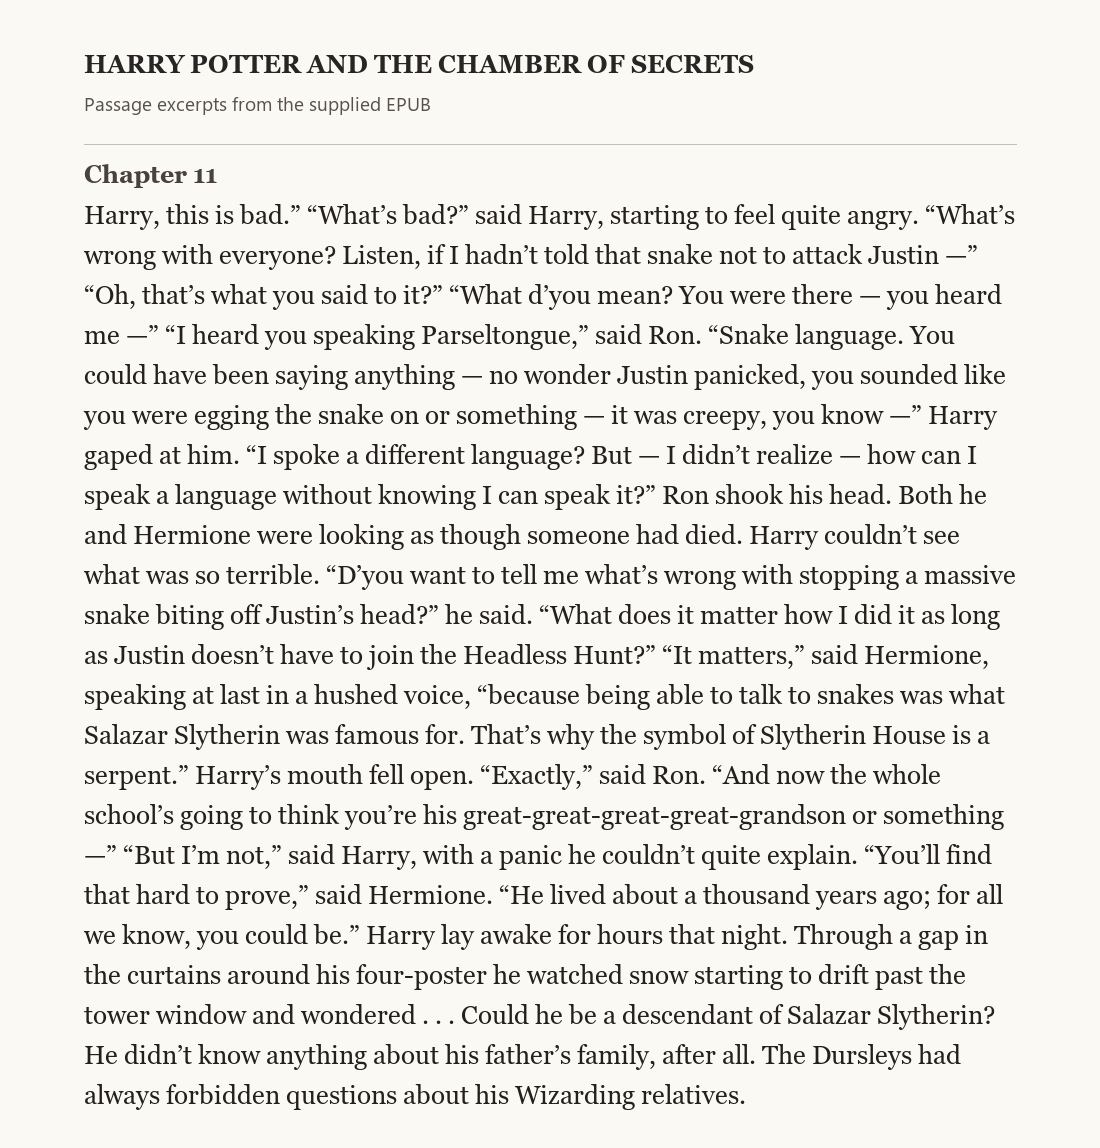 HARRY POTTER AND THE CHAMBER OF SECRETS
Passage excerpts from the supplied EPUB
Chapter 11
Harry, this is bad.” “What’s bad?” said Harry, starting to feel quite angry. “What’s
wrong with everyone? Listen, if I hadn’t told that snake not to attack Justin —”
“Oh, that’s what you said to it?” “What d’you mean? You were there — you heard
me —” “I heard you speaking Parseltongue,” said Ron. “Snake language. You
could have been saying anything — no wonder Justin panicked, you sounded like
you were egging the snake on or something — it was creepy, you know —” Harry
gaped at him. “I spoke a different language? But — I didn’t realize — how can I
speak a language without knowing I can speak it?” Ron shook his head. Both he
and Hermione were looking as though someone had died. Harry couldn’t see
what was so terrible. “D’you want to tell me what’s wrong with stopping a massive
snake biting off Justin’s head?” he said. “What does it matter how I did it as long
as Justin doesn’t have to join the Headless Hunt?” “It matters,” said Hermione,
speaking at last in a hushed voice, “because being able to talk to snakes was what
Salazar Slytherin was famous for. That’s why the symbol of Slytherin House is a
serpent.” Harry’s mouth fell open. “Exactly,” said Ron. “And now the whole
school’s going to think you’re his great-great-great-great-grandson or something
—” “But I’m not,” said Harry, with a panic he couldn’t quite explain. “You’ll find
that hard to prove,” said Hermione. “He lived about a thousand years ago; for all
we know, you could be.” Harry lay awake for hours that night. Through a gap in
the curtains around his four-poster he watched snow starting to drift past the
tower window and wondered . . . Could he be a descendant of Salazar Slytherin?
He didn’t know anything about his father’s family, after all. The Dursleys had
always forbidden questions about his Wizarding relatives.